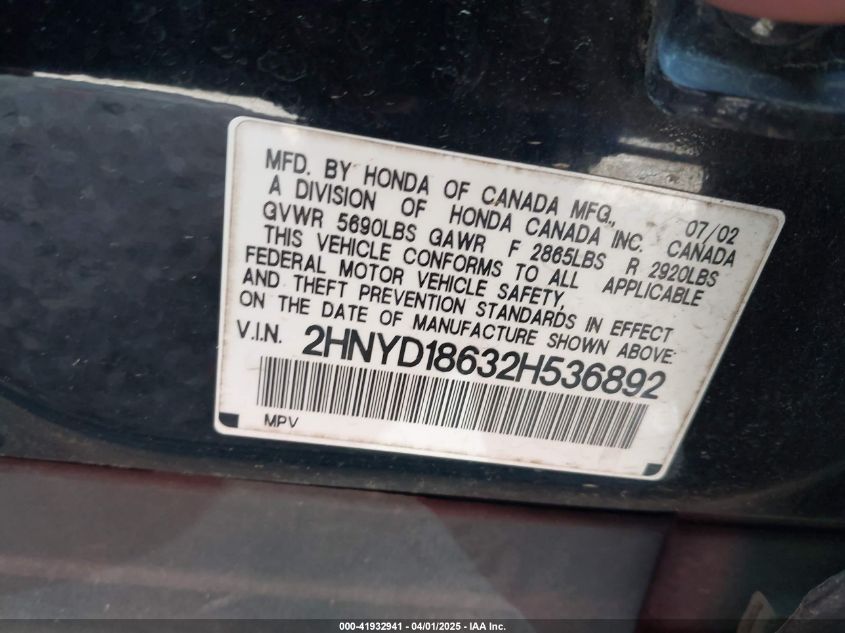 MFD. BY HONDA OF CANADA MFG., 07/02
A DIVISION OF HONDA CANADA INC. CANADA
GVWR 5690LBS GAWR F 2865LBS R 2920LBS
THIS VEHICLE CONFORMS TO ALL APPLICABLE
FEDERAL MOTOR VEHICLE SAFETY,
AND THEFT PREVENTION STANDARDS IN EFFECT
ON THE DATE OF MANUFACTURE SHOWN ABOVE.
V.I.N. 2HNYD18632H536892
MPV
000-41932941 - 04/01/2025 - IAA Inc.